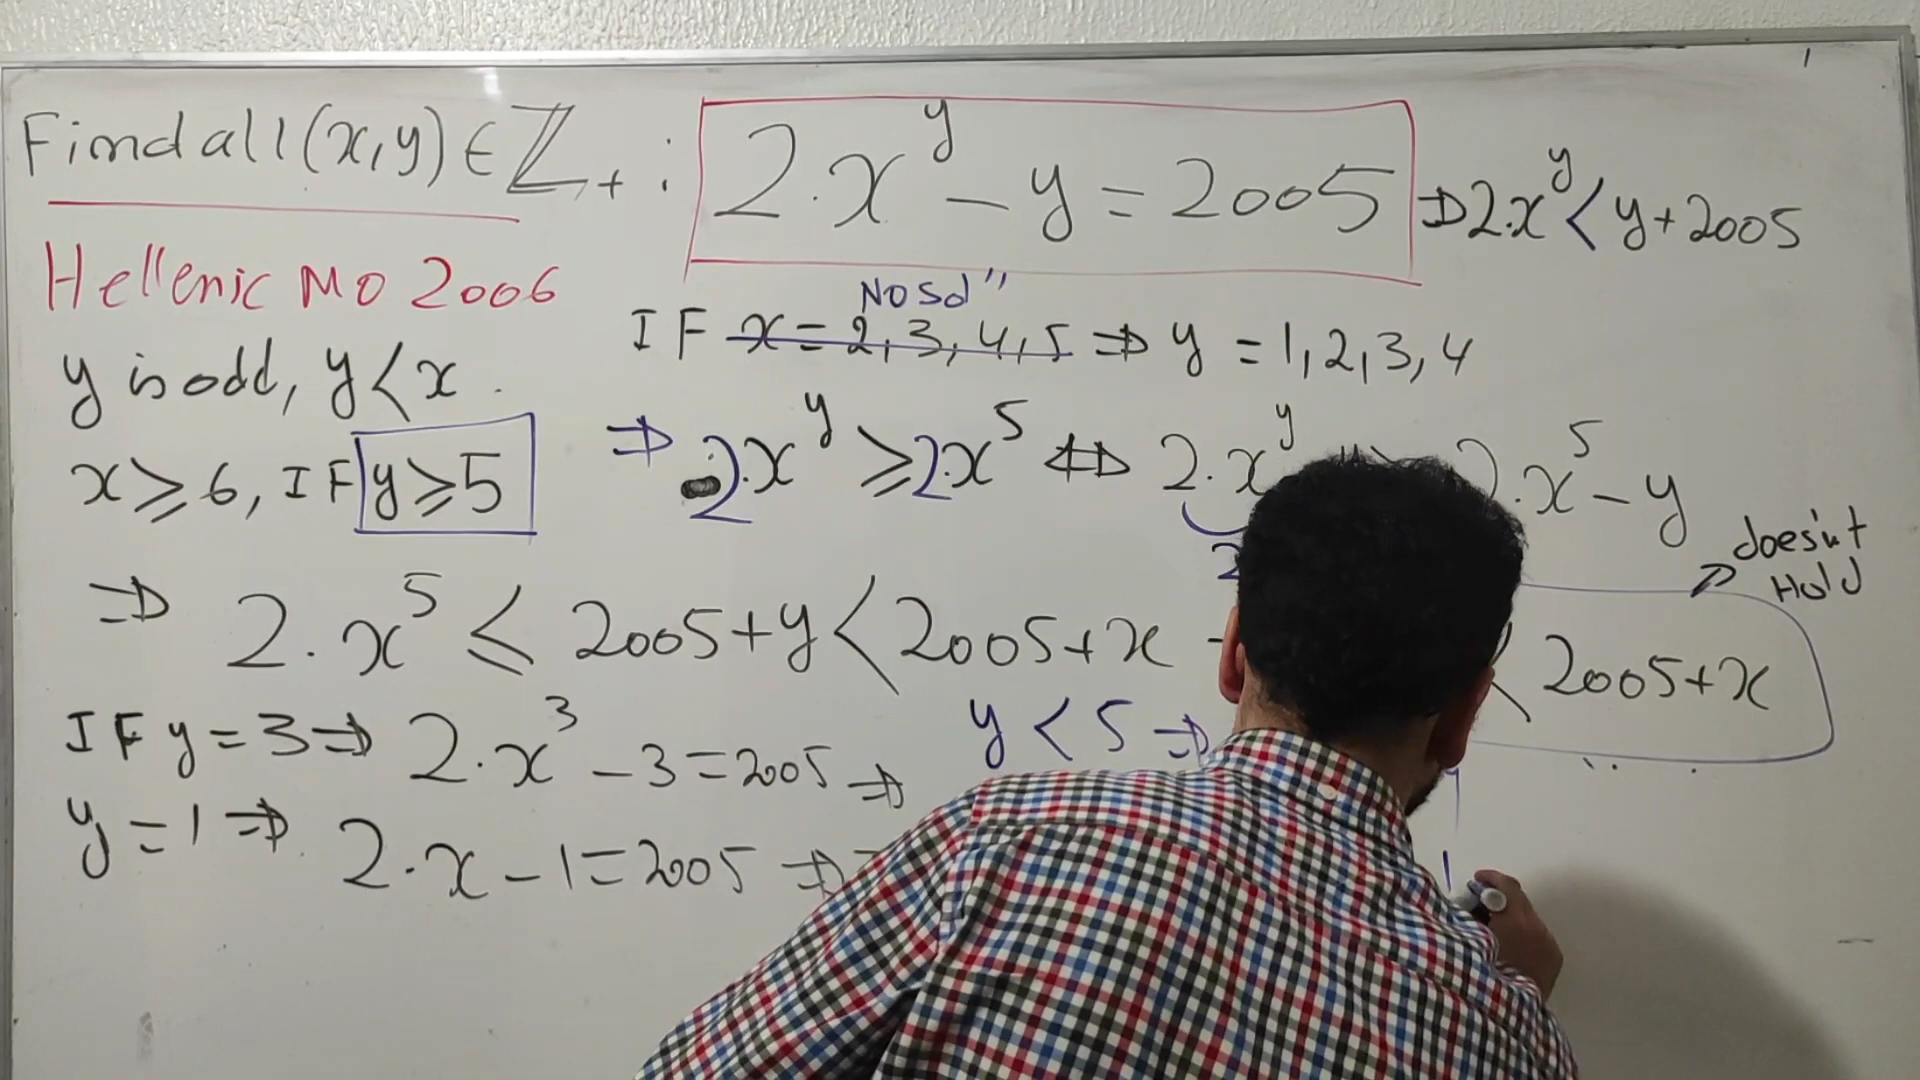 Find all (x,y) ∈ ℤ₊ : 2·x^y − y = 2005 ⇒ 2·x^y < y + 2005
Hellenic MO 2006
No sol"
IF x = 2, 3, 4, 5 ⇒ y = 1, 2, 3, 4
y is odd, y < x .
x ≥ 6, IF y ≥ 5 ⇒ 2·x^y ≥ 2·x^5 ⇔ 2·x^y 2·x^5 − y
2
doesn't
Hold
⇒ 2·x^5 ≤ 2005 + y < 2005 + x < 2005 + x
IF y = 3 ⇒ 2·x^3 − 3 = 2005 ⇒ y < 5 ⇒
y = 1 ⇒ 2·x − 1 = 2005 ⇒